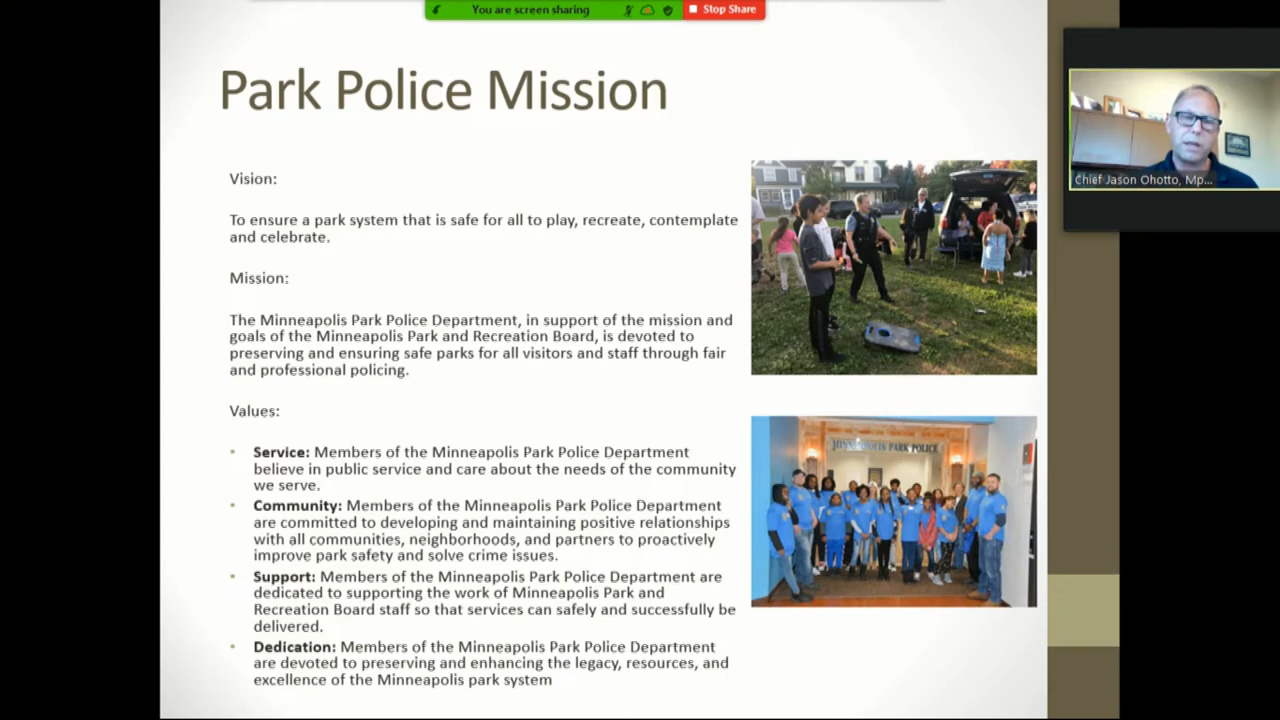 You are screen sharing
Stop Share
Park Police Mission
Chief Jason Ohotto, Mp...
Vision:
To ensure a park system that is safe for all to play, recreate, contemplate
and celebrate.
Mission:
The Minneapolis Park Police Department, in support of the mission and
goals of the Minneapolis Park and Recreation Board, is devoted to
preserving and ensuring safe parks for all visitors and staff through fair
and professional policing.
Values:
• Service: Members of the Minneapolis Park Police Department
believe in public service and care about the needs of the community
we serve.
• Community: Members of the Minneapolis Park Police Department
are committed to developing and maintaining positive relationships
with all communities, neighborhoods, and partners to proactively
improve park safety and solve crime issues.
• Support: Members of the Minneapolis Park Police Department are
dedicated to supporting the work of Minneapolis Park and
Recreation Board staff so that services can safely and successfully be
delivered.
• Dedication: Members of the Minneapolis Park Police Department
are devoted to preserving and enhancing the legacy, resources, and
excellence of the Minneapolis park system
MINNEAPOLIS PARK POLICE